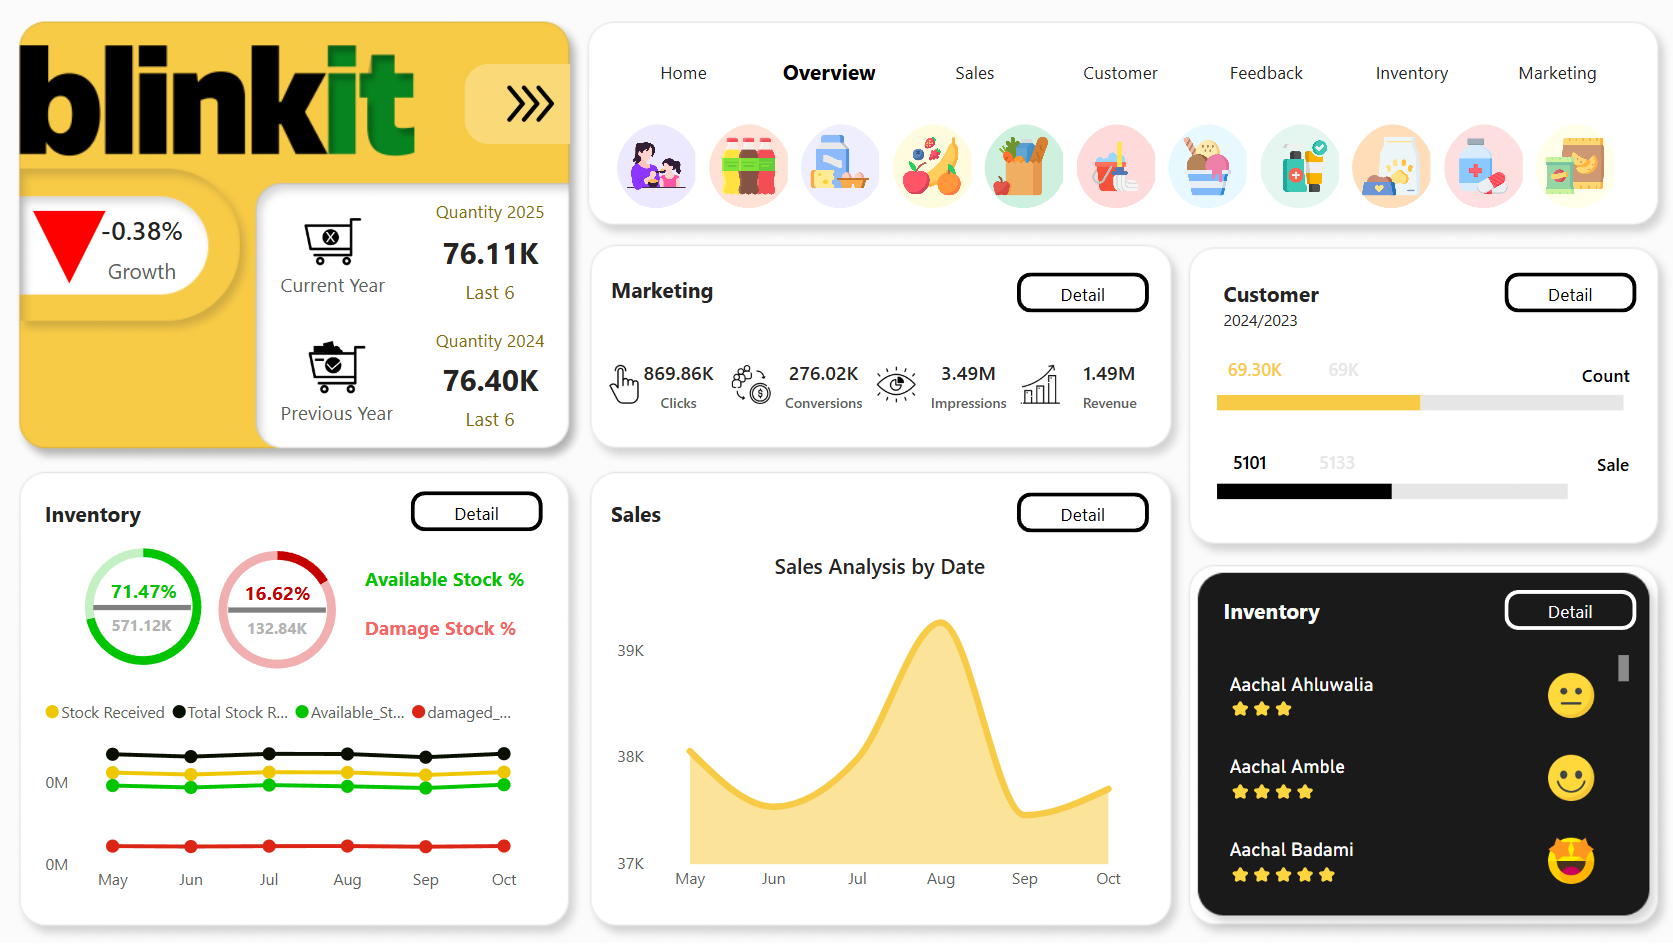 blinkit
-0.38%
Growth
Current Year
Quantity 2025
76.11K
Last 6
Previous Year
Quantity 2024
76.40K
Last 6
Home Overview Sales Customer Feedback Inventory Marketing
Marketing
Detail
869.86K
Clicks
276.02K
Conversions
3.49M
Impressions
1.49M
Revenue
Customer
2024/2023
Detail
69.30K 69K
Count
5101 5133
Sale
Inventory
Detail
71.47%
571.12K
16.62%
132.84K
Available Stock %
Damage Stock %
Stock Received Total Stock R... Available_St... damaged_...
0M
0M
May Jun Jul Aug Sep Oct
Sales
Detail
Sales Analysis by Date
39K
38K
37K
May Jun Jul Aug Sep Oct
Inventory
Detail
Aachal Ahluwalia
Aachal Amble
Aachal Badami